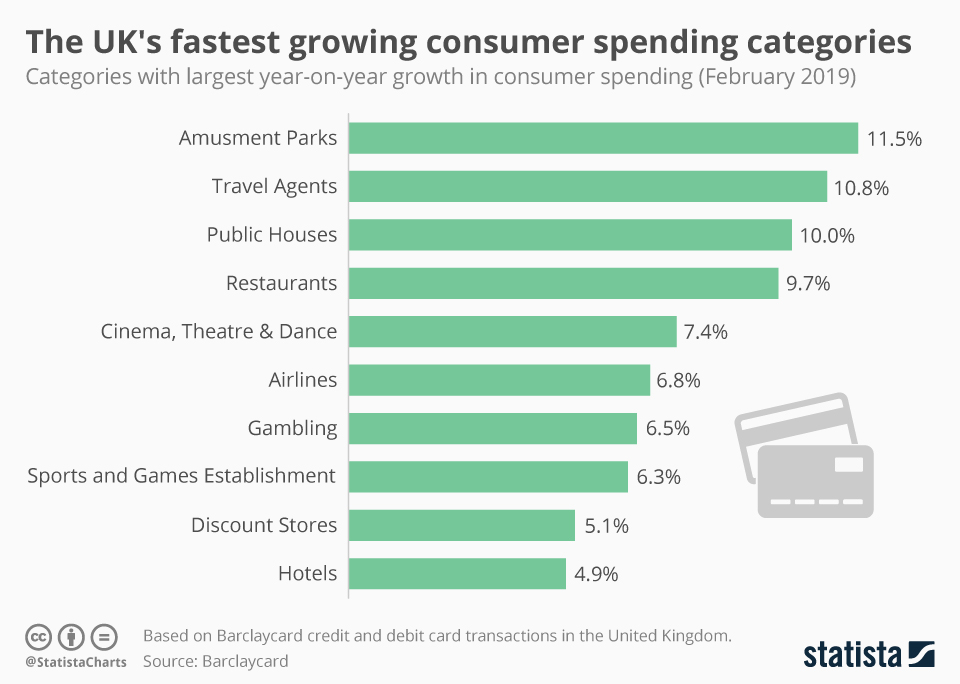 The UK's fastest growing consumer spending categories
Categories with largest year-on-year growth in consumer spending (February 2019)
Amusment Parks 11.5%
Travel Agents 10.8%
Public Houses 10.0%
Restaurants 9.7%
Cinema, Theatre & Dance 7.4%
Airlines 6.8%
Gambling 6.5%
Sports and Games Establishment 6.3%
Discount Stores 5.1%
Hotels 4.9%
cc
@StatistaCharts
Based on Barclaycard credit and debit card transactions in the United Kingdom.
Source: Barclaycard
statista